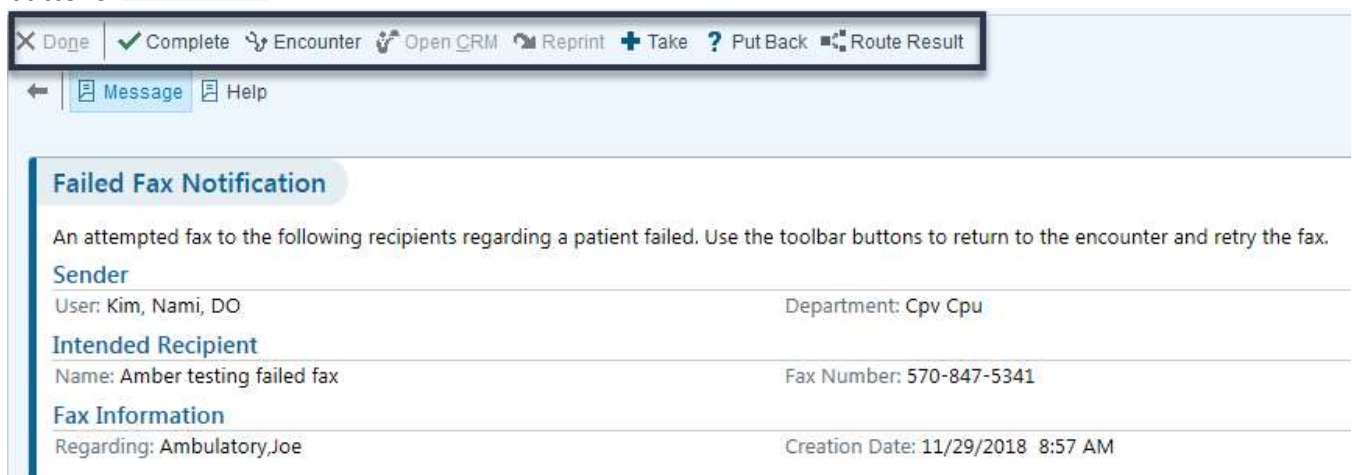 Done Complete Encounter Open CRM Reprint Take ? Put Back Route Result
Message Help
Failed Fax Notification
An attempted fax to the following recipients regarding a patient failed. Use the toolbar buttons to return to the encounter and retry the fax.
Sender
User: Kim, Nami, DO Department: Cpv Cpu
Intended Recipient
Name: Amber testing failed fax Fax Number: 570-847-5341
Fax Information
Regarding: Ambulatory,Joe Creation Date: 11/29/2018 8:57 AM